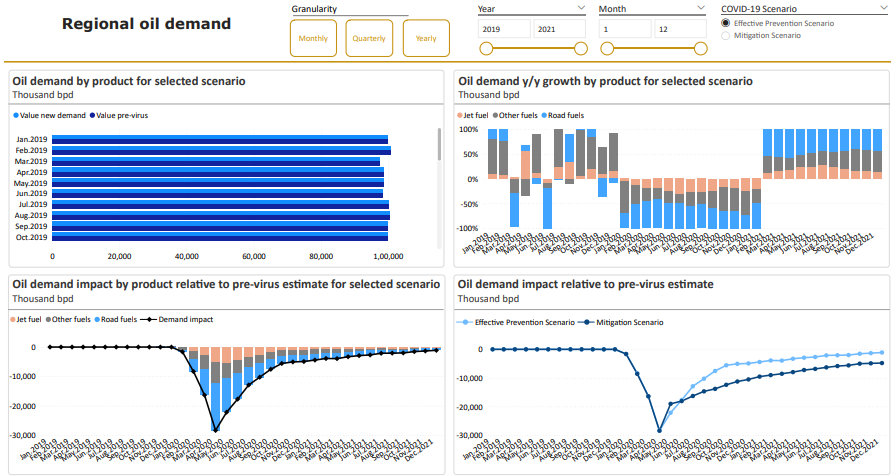 Regional oil demand
Granularity
Monthly
Quarterly
Yearly
Year
2019
2021
Month
1
12
COVID-19 Scenario
Effective Prevention Scenario
Mitigation Scenario
Oil demand by product for selected scenario
Thousand bpd
Value new demand Value pre-virus
Jan.2019
Feb.2019
Mar.2019
Apr.2019
May.2019
Jun.2019
Jul.2019
Aug.2019
Sep.2019
Oct.2019
0 20,000 40,000 60,000 80,000 1,00,000
Oil demand y/y growth by product for selected scenario
Thousand bpd
Jet fuel Other fuels Road fuels
100%
50%
0%
-50%
-100%
Oil demand impact by product relative to pre-virus estimate for selected scenario
Thousand bpd
Jet fuel Other fuels Road fuels Demand impact
0
-10,000
-20,000
-30,000
Oil demand impact relative to pre-virus estimate
Thousand bpd
Effective Prevention Scenario Mitigation Scenario
0
-10,000
-20,000
-30,000